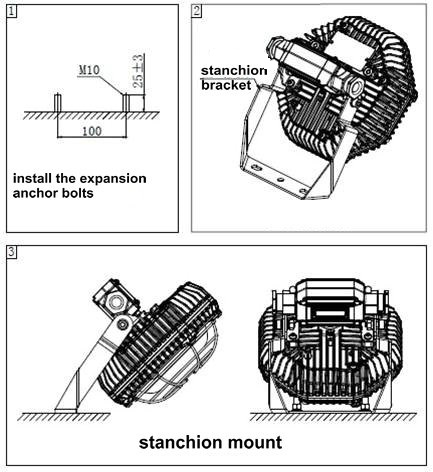 1
M10
25±3
100
install the expansion
anchor bolts
2
stanchion
bracket
3
stanchion mount